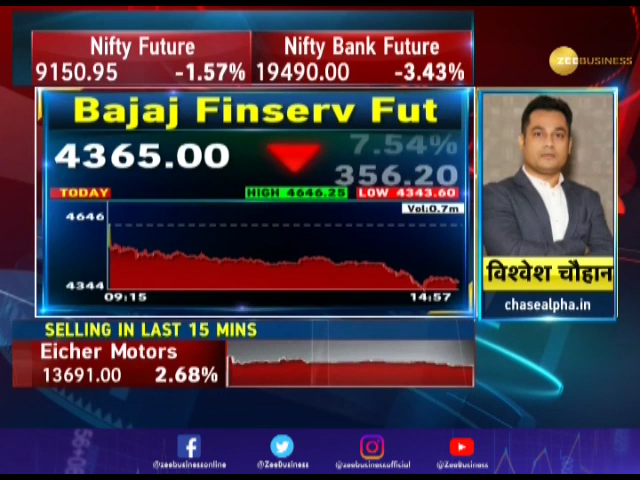 Nifty Future
9150.95 -1.57%
Nifty Bank Future
19490.00 -3.43%
ZEEBUSINESS
Bajaj Finserv Fut
4365.00
7.54%
356.20
TODAY
HIGH 4646.25
LOW 4343.60
Vol:0.7m
4646
4344
09:15
14:57
विश्वेश चौहान
chasealpha.in
SELLING IN LAST 15 MINS
Eicher Motors
13691.00 2.68%
@zeebusinessonline
@ZeeBusiness
@zeebusinessofficial
@ZeeBusiness